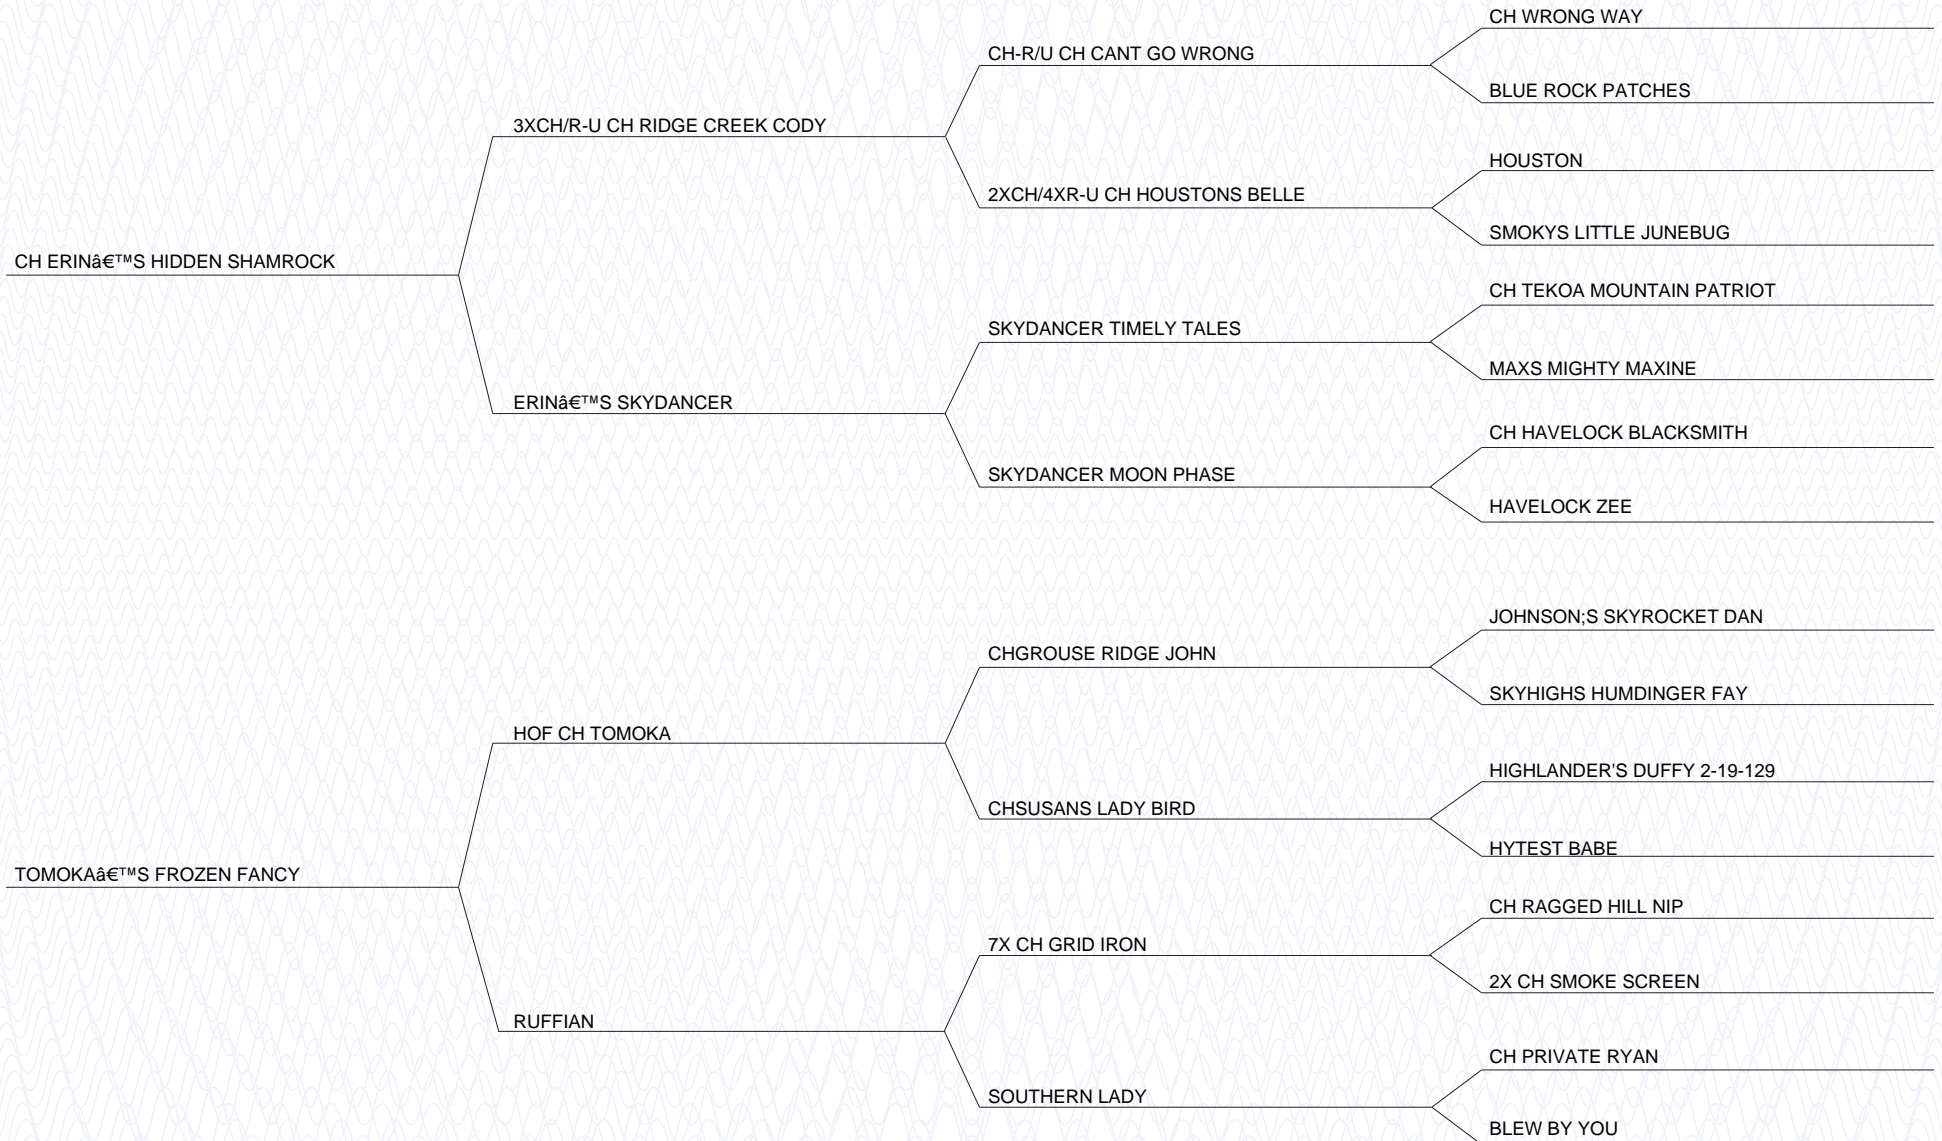 CH WRONG WAY
CH-R/U CH CANT GO WRONG
BLUE ROCK PATCHES
3XCH/R-U CH RIDGE CREEK CODY
HOUSTON
2XCH/4XR-U CH HOUSTONS BELLE
SMOKYS LITTLE JUNEBUG
CH ERINâ€™S HIDDEN SHAMROCK
CH TEKOA MOUNTAIN PATRIOT
SKYDANCER TIMELY TALES
MAXS MIGHTY MAXINE
ERINâ€™S SKYDANCER
CH HAVELOCK BLACKSMITH
SKYDANCER MOON PHASE
HAVELOCK ZEE
JOHNSON;S SKYROCKET DAN
CHGROUSE RIDGE JOHN
SKYHIGHS HUMDINGER FAY
HOF CH TOMOKA
HIGHLANDER'S DUFFY 2-19-129
CHSUSANS LADY BIRD
HYTEST BABE
TOMOKAâ€™S FROZEN FANCY
CH RAGGED HILL NIP
7X CH GRID IRON
2X CH SMOKE SCREEN
RUFFIAN
CH PRIVATE RYAN
SOUTHERN LADY
BLEW BY YOU